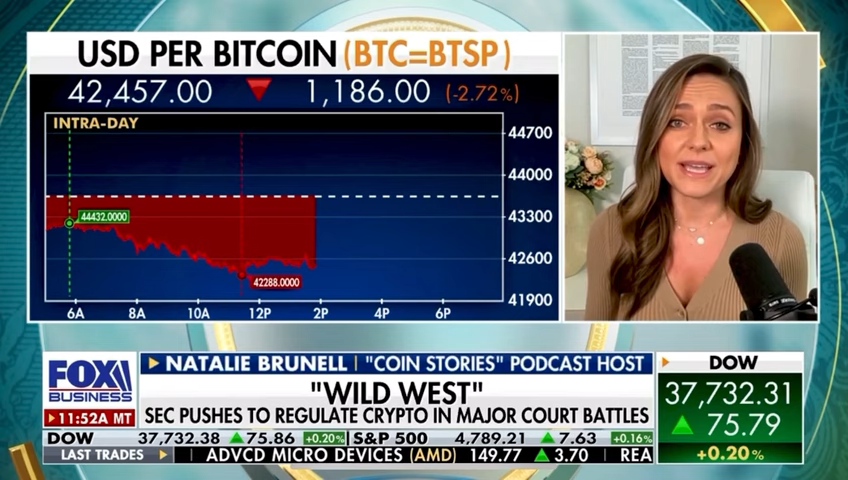 USD PER BITCOIN (BTC=BTSP)
42,457.00 ▼ 1,186.00 (-2.72%)
INTRA-DAY
44700
44000
43300
42600
41900
44432.0000
42288.0000
6A 8A 10A 12P 2P 4P 6P
NATALIE BRUNELL | "COIN STORIES" PODCAST HOST
"WILD WEST"
SEC PUSHES TO REGULATE CRYPTO IN MAJOR COURT BATTLES
FOX
BUSINESS
11:52A MT
DOW
37,732.31
▲ 75.79
+0.20%
DOW 37,732.38 ▲ 75.86 +0.20% S&P 500 4,789.21 ▲ 7.63 +0.16%
LAST TRADES ADVCD MICRO DEVICES (AMD) 149.77 ▲ 3.70 REA